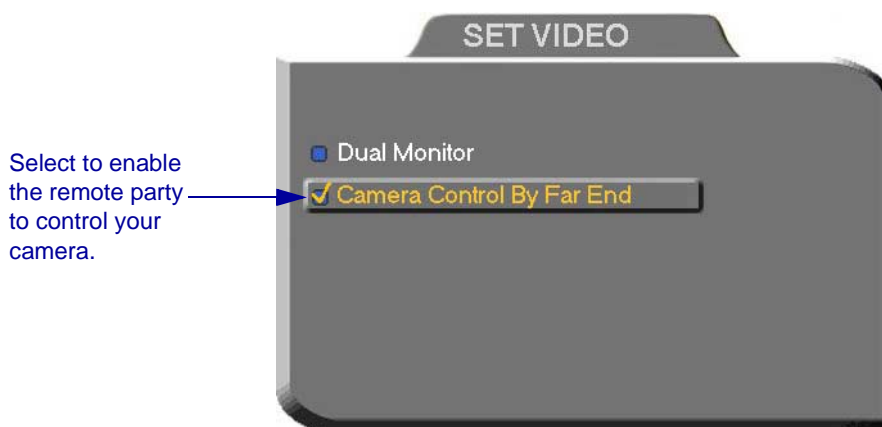 SET VIDEO
Dual Monitor
Camera Control By Far End
Select to enable
the remote party
to control your
camera.